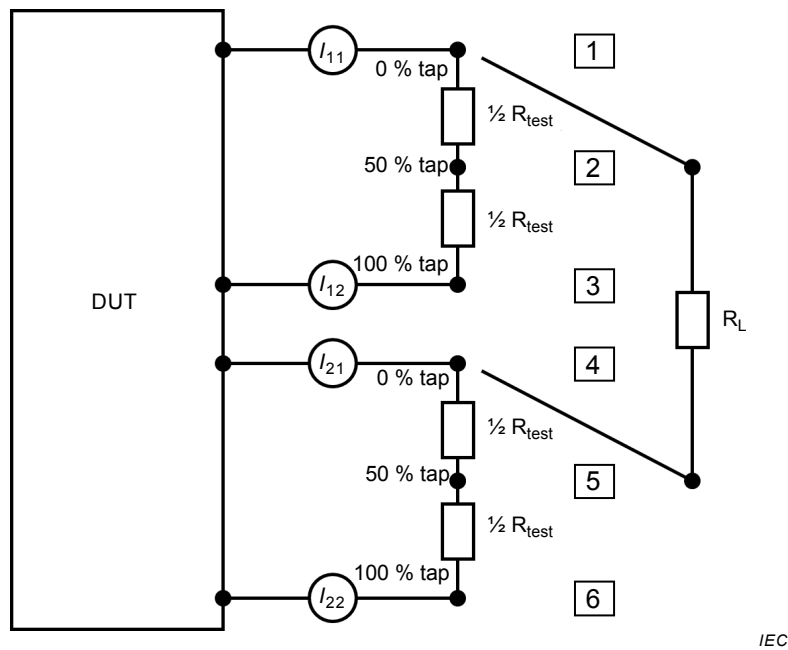 I11
0 % tap
1
½ Rtest
50 % tap
2
½ Rtest
100 % tap
I12
3
DUT
RL
I21
0 % tap
4
½ Rtest
50 % tap
5
½ Rtest
100 % tap
I22
6
IEC